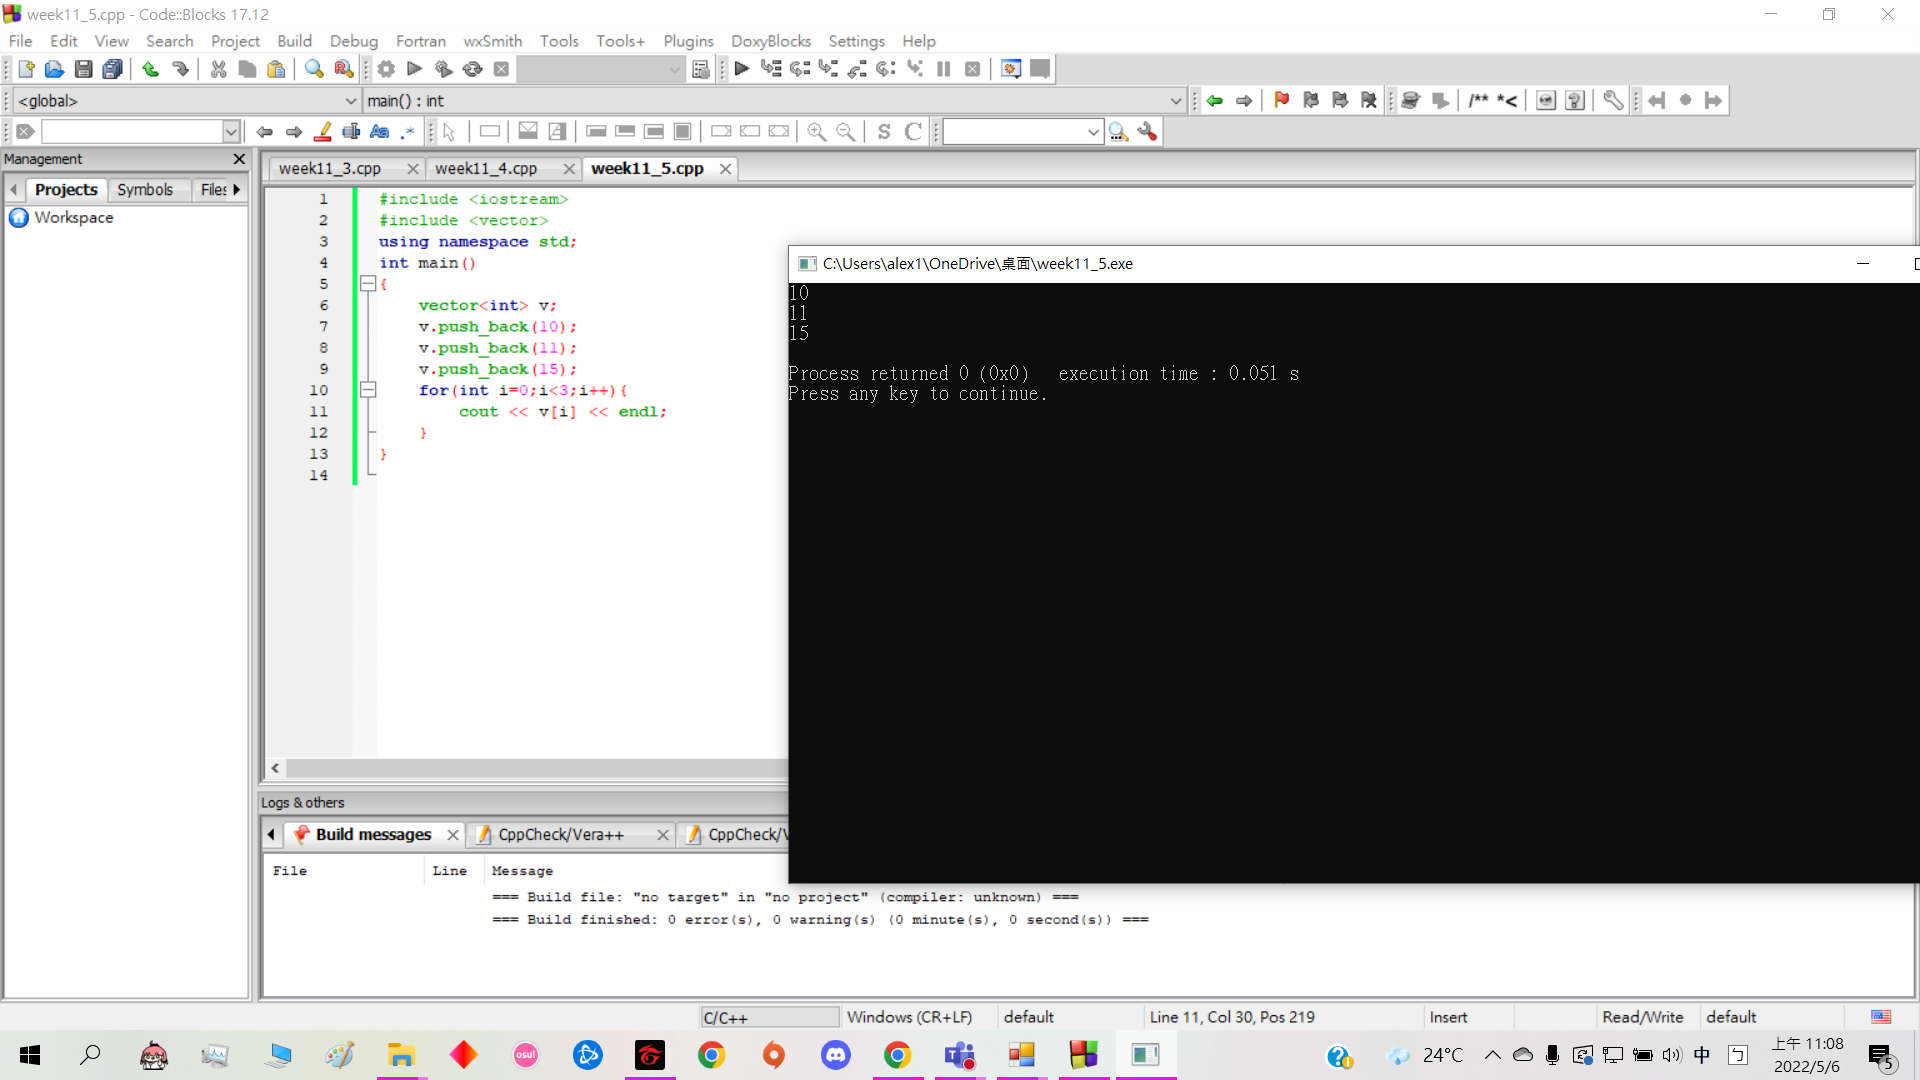 week11_5.cpp - Code::Blocks 17.12
File Edit View Search Project Build Debug Fortran wxSmith Tools Tools+ Plugins DoxyBlocks Settings Help
<global> main() : int
/** *<
S C
Management
Projects Symbols Files
Workspace
week11_3.cpp week11_4.cpp week11_5.cpp
1 #include <iostream>
2 #include <vector>
3 using namespace std;
4 int main()
5 {
6 vector<int> v;
7 v.push_back(10);
8 v.push_back(11);
9 v.push_back(15);
10 for(int i=0;i<3;i++){
11 cout << v[i] << endl;
12 }
13 }
14
C:\Users\alex1\OneDrive\桌面\week11_5.exe
10
11
15
Process returned 0 (0x0) execution time : 0.051 s
Press any key to continue.
Logs & others
Build messages CppCheck/Vera++ CppCheck/
File Line Message
=== Build file: "no target" in "no project" (compiler: unknown) ===
=== Build finished: 0 error(s), 0 warning(s) (0 minute(s), 0 second(s)) ===
C/C++ Windows (CR+LF) default Line 11, Col 30, Pos 219 Insert Read/Write default
osu! 24°C 中 上午 11:08
2022/5/6 5